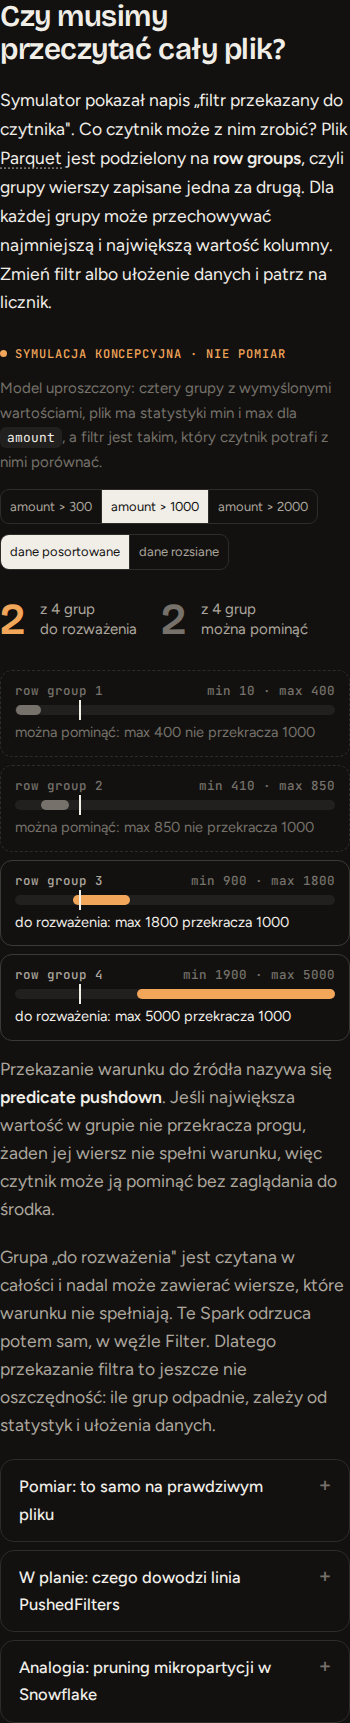 Czy musimy
przeczytać cały plik?
Symulator pokazał napis „filtr przekazany do
czytnika". Co czytnik może z nim zrobić? Plik
Parquet jest podzielony na row groups, czyli
grupy wierszy zapisane jedna za drugą. Dla
każdej grupy może przechowywać
najmniejszą i największą wartość kolumny.
Zmień filtr albo ułożenie danych i patrz na
licznik.
SYMULACJA KONCEPCYJNA · NIE POMIAR
Model uproszczony: cztery grupy z wymyślonymi
wartościami, plik ma statystyki min i max dla
amount, a filtr jest takim, który czytnik potrafi z
nimi porównać.
amount > 300 amount > 1000 amount > 2000
dane posortowane dane rozsiane
2 z 4 grup do rozważenia 2 z 4 grup można pominąć
row group 1 min 10 · max 400
można pominąć: max 400 nie przekracza 1000
row group 2 min 410 · max 850
można pominąć: max 850 nie przekracza 1000
row group 3 min 900 · max 1800
do rozważenia: max 1800 przekracza 1000
row group 4 min 1900 · max 5000
do rozważenia: max 5000 przekracza 1000
Przekazanie warunku do źródła nazywa się
predicate pushdown. Jeśli największa
wartość w grupie nie przekracza progu,
żaden jej wiersz nie spełni warunku, więc
czytnik może ją pominąć bez zaglądania do
środka.
Grupa „do rozważenia" jest czytana w
całości i nadal może zawierać wiersze, które
warunku nie spełniają. Te Spark odrzuca
potem sam, w węźle Filter. Dlatego
przekazanie filtra to jeszcze nie
oszczędność: ile grup odpadnie, zależy od
statystyk i ułożenia danych.
Pomiar: to samo na prawdziwym +
pliku
W planie: czego dowodzi linia +
PushedFilters
Analogia: pruning mikropartycji w +
Snowflake